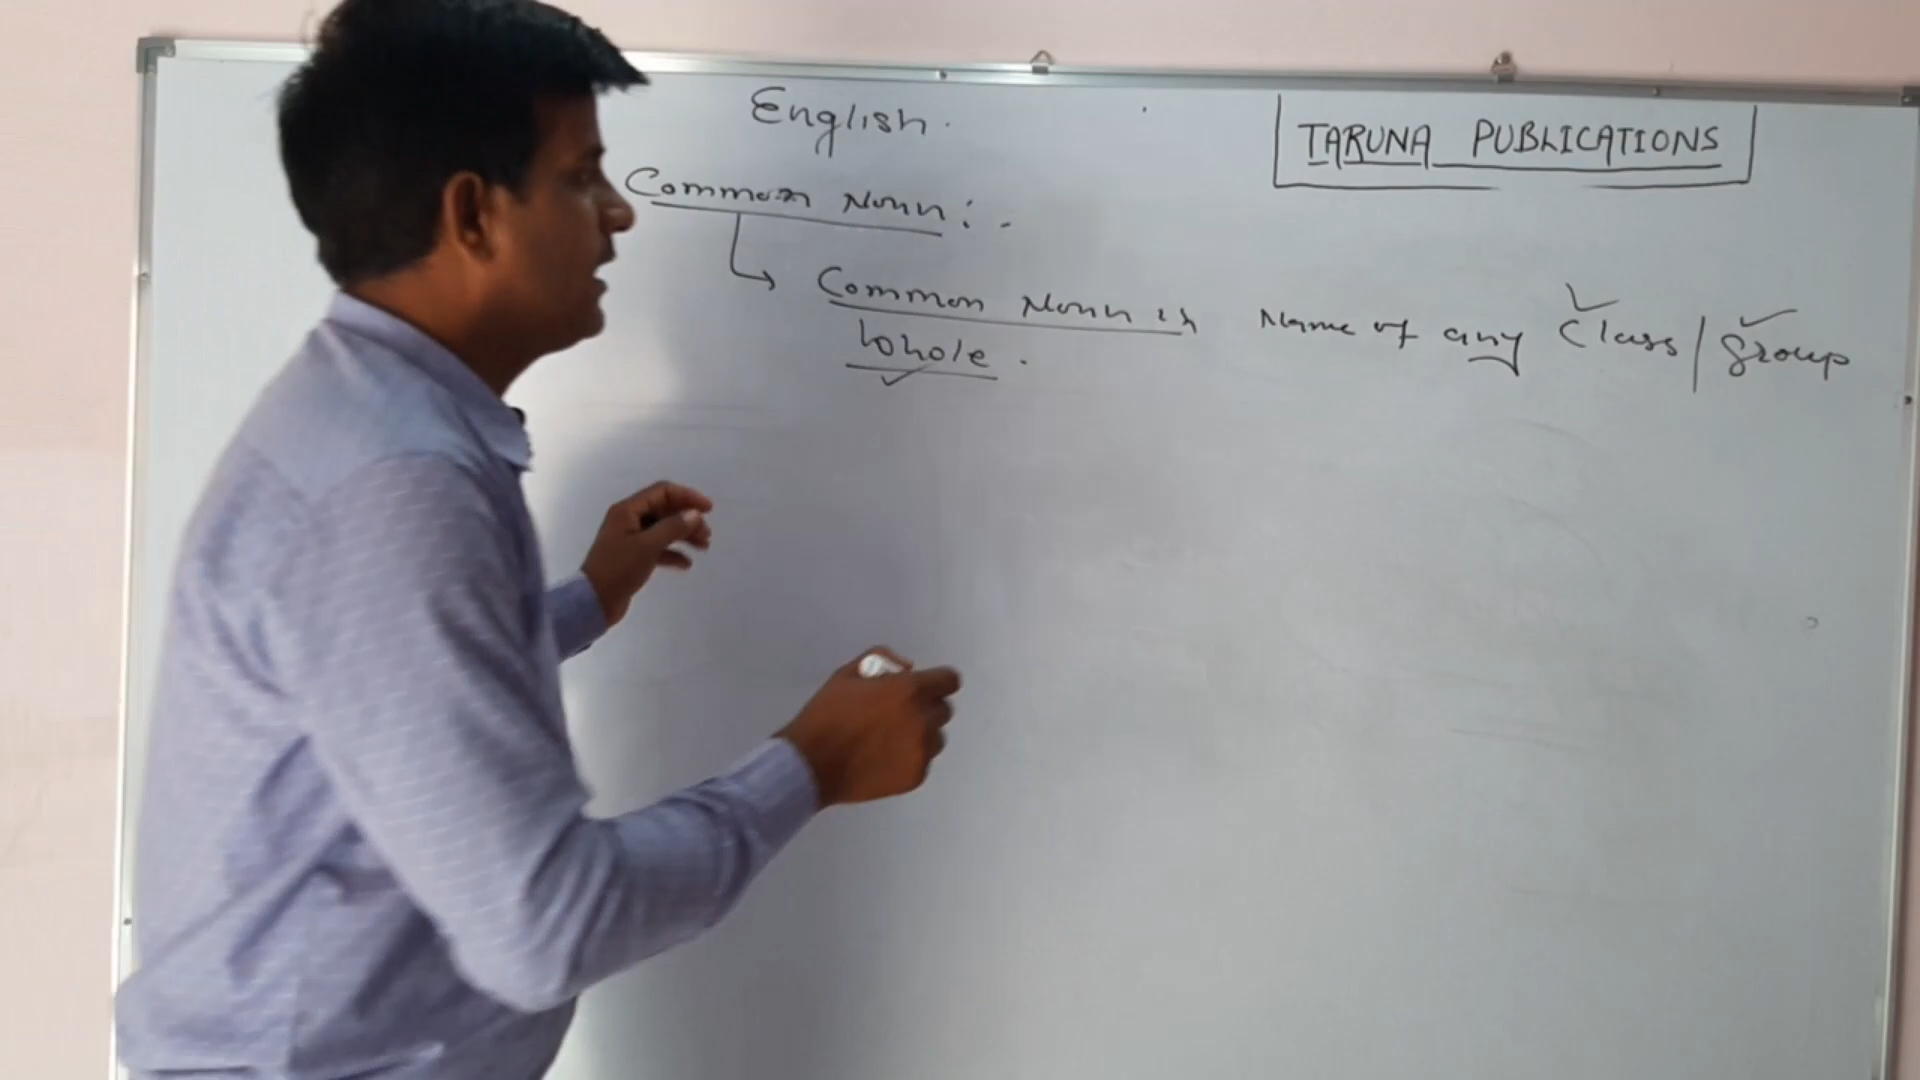 English.
TARUNA PUBLICATIONS
Common Noun :-
Common Noun is Name of any Class / group
Whole.